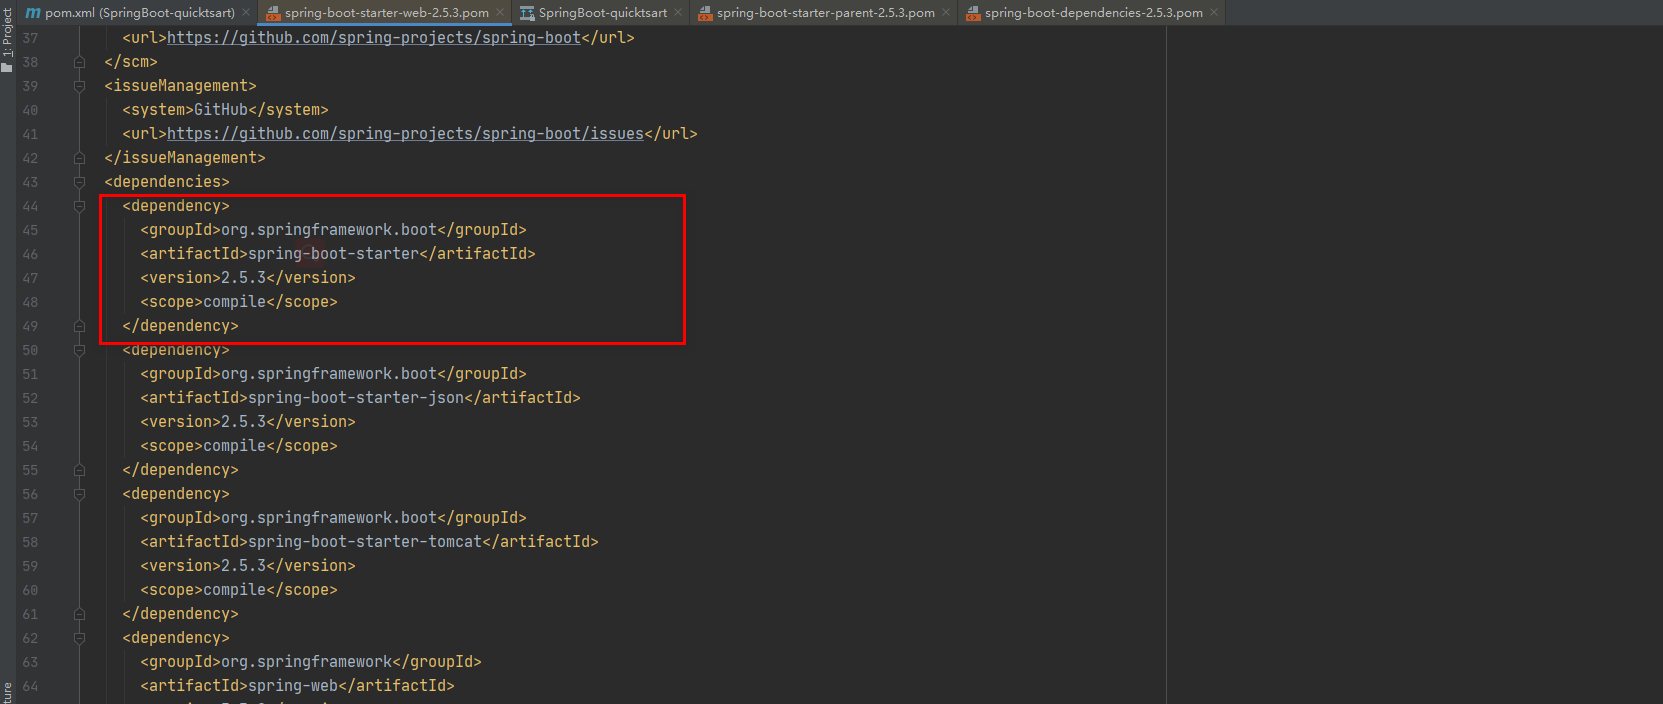 pom.xml (SpringBoot-quicktsart) spring-boot-starter-web-2.5.3.pom SpringBoot-quicktsart spring-boot-starter-parent-2.5.3.pom spring-boot-dependencies-2.5.3.pom
1: Project
37 <url>https://github.com/spring-projects/spring-boot</url>
38 </scm>
39 <issueManagement>
40 <system>GitHub</system>
41 <url>https://github.com/spring-projects/spring-boot/issues</url>
42 </issueManagement>
43 <dependencies>
44 <dependency>
45 <groupId>org.springframework.boot</groupId>
46 <artifactId>spring-boot-starter</artifactId>
47 <version>2.5.3</version>
48 <scope>compile</scope>
49 </dependency>
50 <dependency>
51 <groupId>org.springframework.boot</groupId>
52 <artifactId>spring-boot-starter-json</artifactId>
53 <version>2.5.3</version>
54 <scope>compile</scope>
55 </dependency>
56 <dependency>
57 <groupId>org.springframework.boot</groupId>
58 <artifactId>spring-boot-starter-tomcat</artifactId>
59 <version>2.5.3</version>
60 <scope>compile</scope>
61 </dependency>
62 <dependency>
63 <groupId>org.springframework</groupId>
64 <artifactId>spring-web</artifactId>
ture